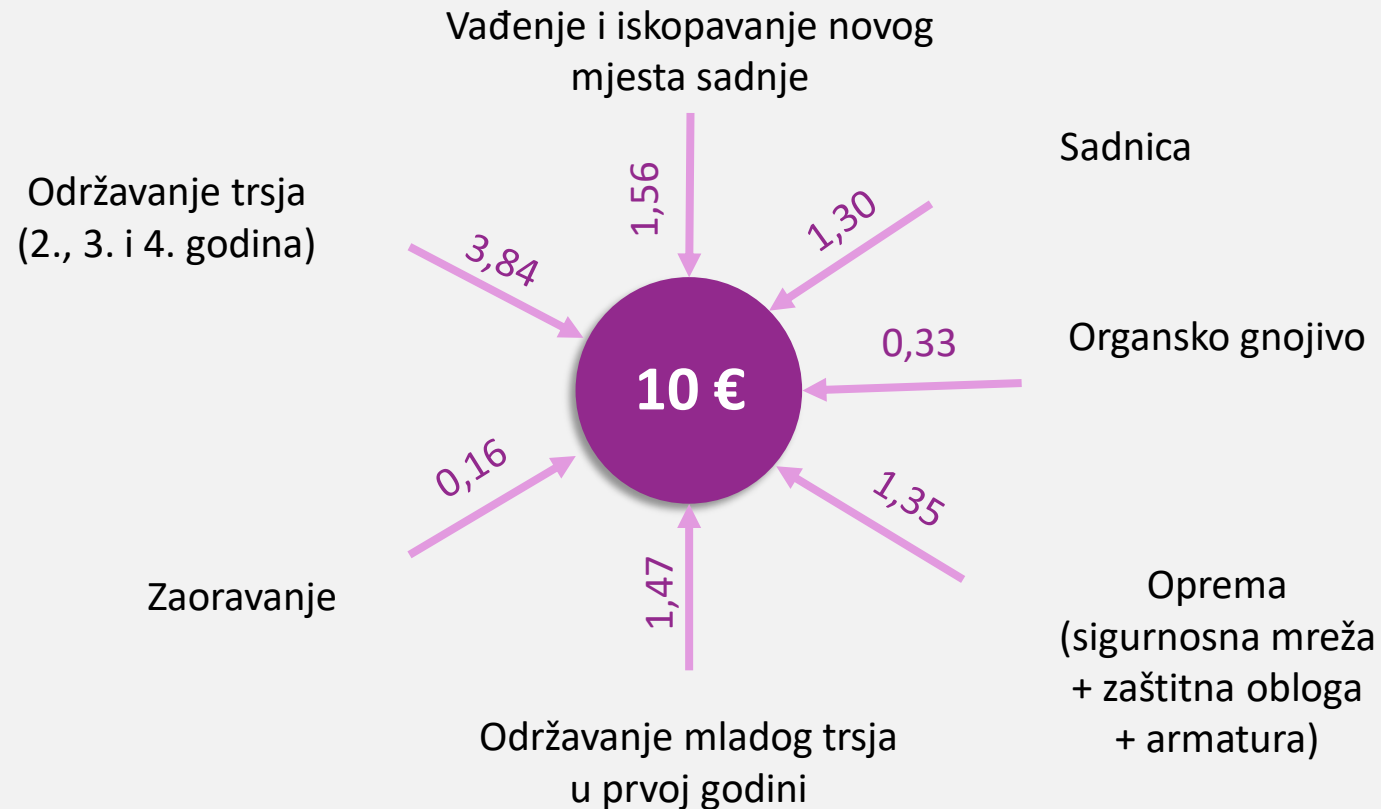 Vađenje i iskopavanje novog
mjesta sadnje
1,56
Sadnica
1,30
Organsko gnojivo
0,33
Oprema
(sigurnosna mreža
+ zaštitna obloga
+ armatura)
1,35
Održavanje mladog trsja
u prvoj godini
1,47
Zaoravanje
0,16
Održavanje trsja
(2., 3. i 4. godina)
3,84
10 €